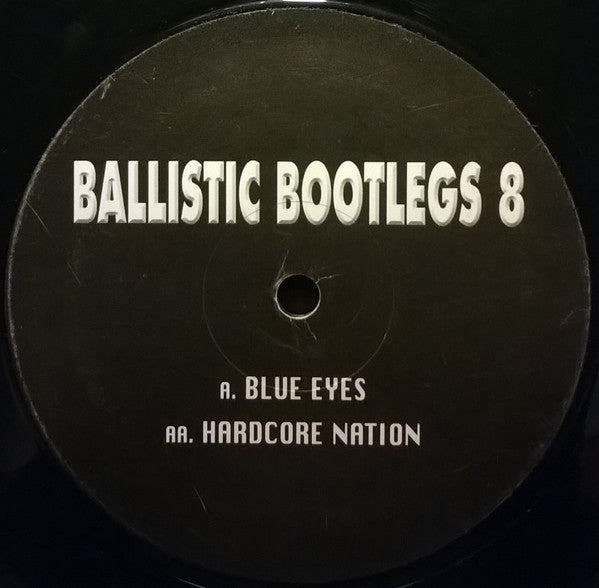 BALLISTIC BOOTLEGS 8
A. BLUE EYES
AA. HARDCORE NATION